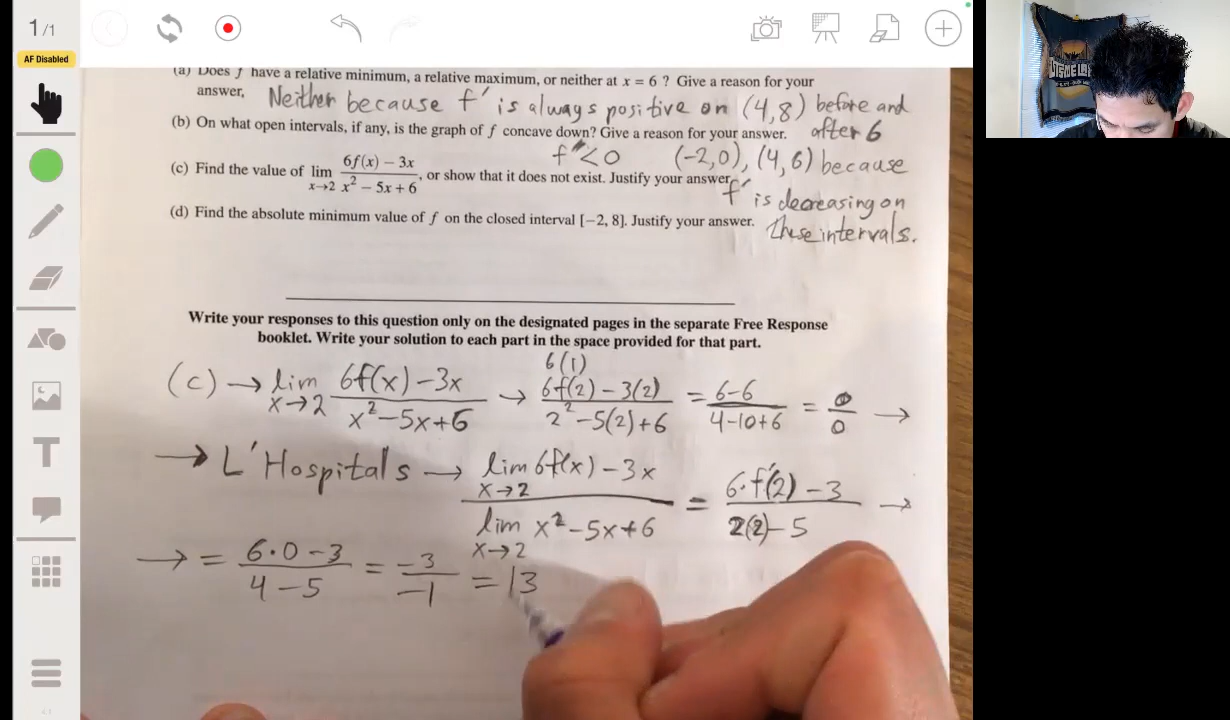 1/1
AF Disabled
(a) Does f have a relative minimum, a relative maximum, or neither at x = 6 ? Give a reason for your
answer, Neither because f' is always positive on (4,8) before and
after 6
(b) On what open intervals, if any, is the graph of f concave down? Give a reason for your answer.
f''<0 (-2,0), (4,6) because
(c) Find the value of lim x→2 6f(x) − 3x / x² − 5x + 6, or show that it does not exist. Justify your answer.
f' is decreasing on
(d) Find the absolute minimum value of f on the closed interval [−2, 8]. Justify your answer.
these intervals.
Write your responses to this question only on the designated pages in the separate Free Response
booklet. Write your solution to each part in the space provided for that part.
6(1)
(c) → lim x→2 6f(x) − 3x / x² − 5x + 6 → 6f(2) − 3(2) / 2² − 5(2) + 6 = 6−6 / 4−10+6 = 0/0 →
→ L'Hospitals → lim x→2 6f(x) − 3x / lim x→2 x² − 5x + 6 = 6·f'(2) − 3 / 2(2) − 5 →
→ = 6·0 − 3 / 4 − 5 = −3 / −1 = 13
T